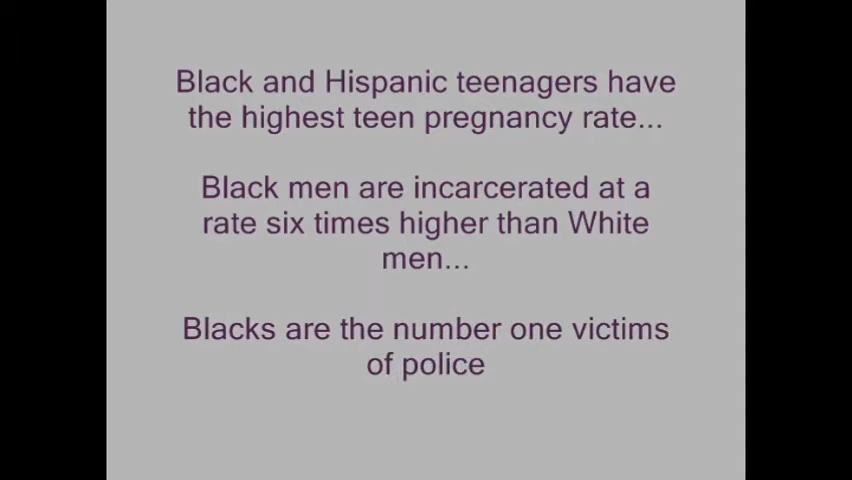 Black and Hispanic teenagers have
the highest teen pregnancy rate...
Black men are incarcerated at a
rate six times higher than White
men...
Blacks are the number one victims
of police